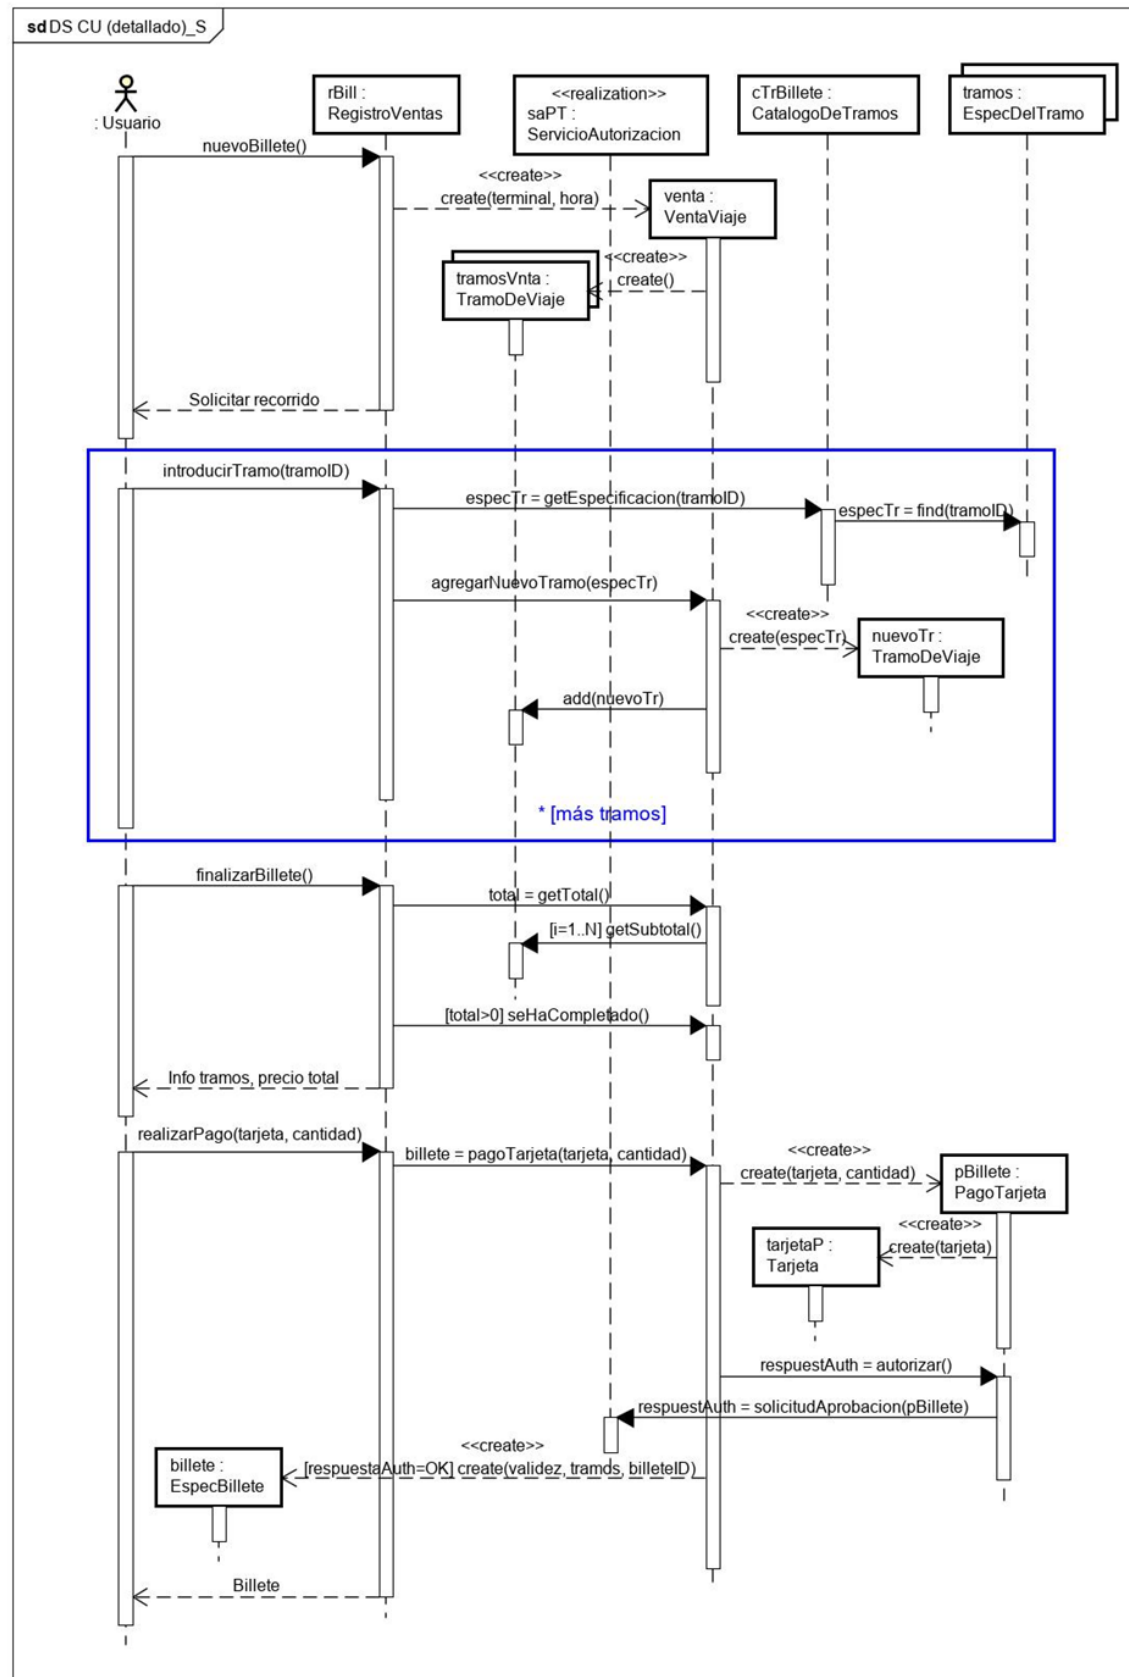 sd DS CU (detallado)_S
: Usuario
rBill :
RegistroVentas
<<realization>>
saPT :
ServicioAutorizacion
cTrBillete :
CatalogoDeTramos
tramos :
EspecDelTramo
nuevoBillete()
<<create>>
create(terminal, hora)
venta :
VentaViaje
<<create>>
create()
tramosVnta :
TramoDeViaje
Solicitar recorrido
introducirTramo(tramoID)
especTr = getEspecificacion(tramoID)
especTr = find(tramoID)
agregarNuevoTramo(especTr)
<<create>>
create(especTr)
nuevoTr :
TramoDeViaje
add(nuevoTr)
* [más tramos]
finalizarBillete()
total = getTotal()
[i=1..N] getSubtotal()
[total>0] seHaCompletado()
Info tramos, precio total
realizarPago(tarjeta, cantidad)
billete = pagoTarjeta(tarjeta, cantidad)
<<create>>
create(tarjeta, cantidad)
pBillete :
PagoTarjeta
<<create>>
create(tarjeta)
tarjetaP :
Tarjeta
respuestAuth = autorizar()
respuestAuth = solicitudAprobacion(pBillete)
<<create>>
[respuestaAuth=OK] create(validez, tramos, billeteID)
billete :
EspecBillete
Billete